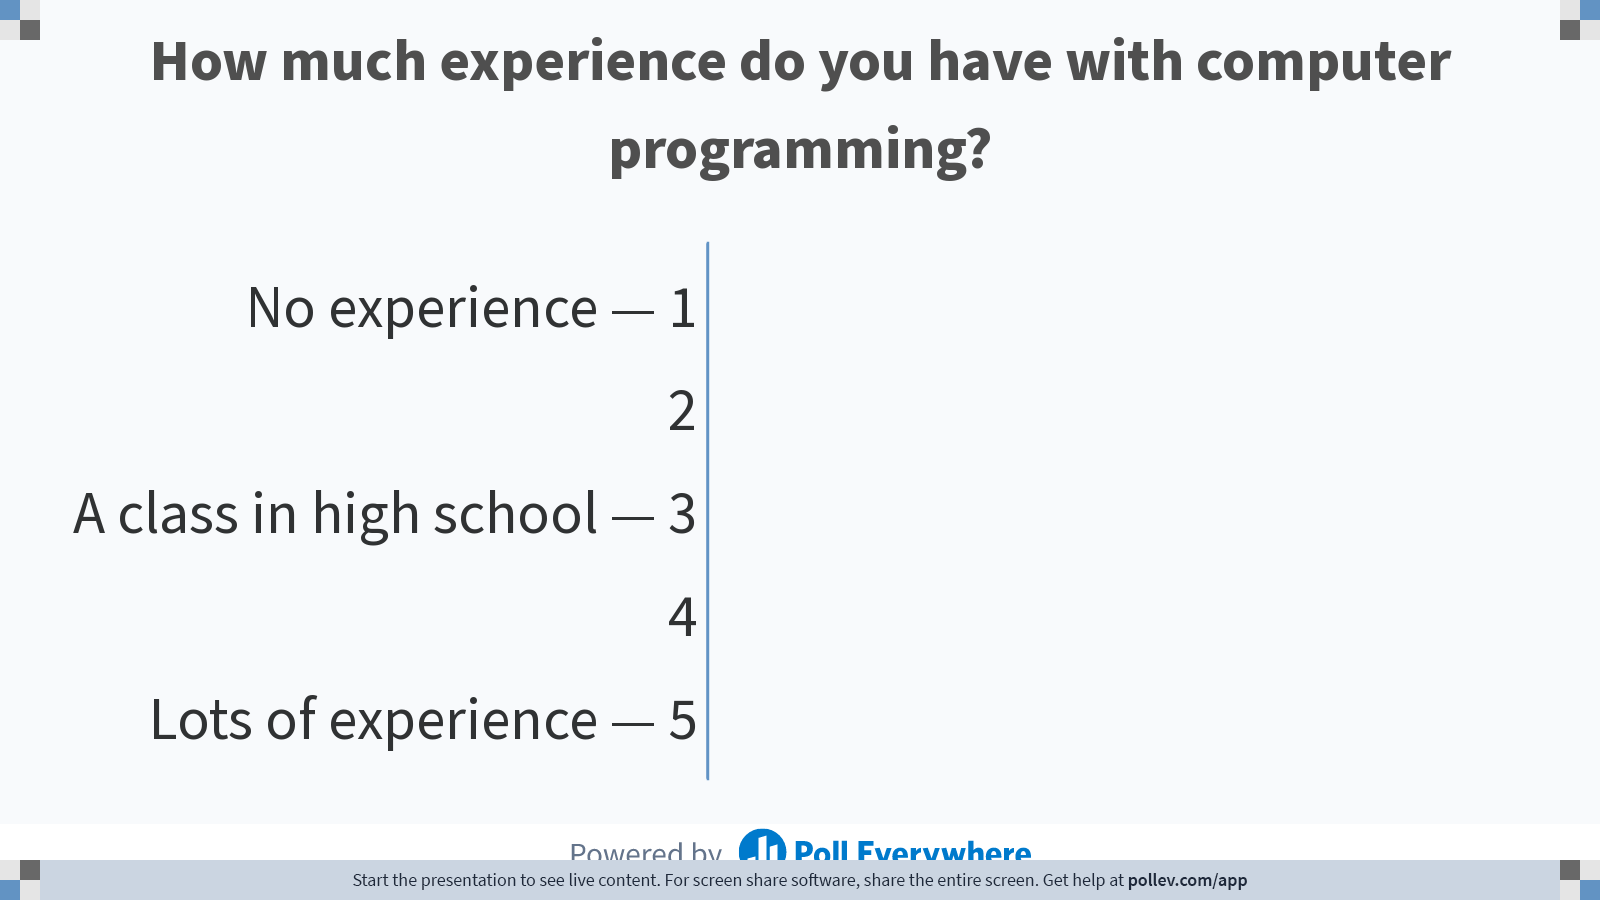 How much experience do you have with computer
programming?
No experience — 1
2
A class in high school — 3
4
Lots of experience — 5
Powered by Poll Everywhere
Start the presentation to see live content. For screen share software, share the entire screen. Get help at pollev.com/app